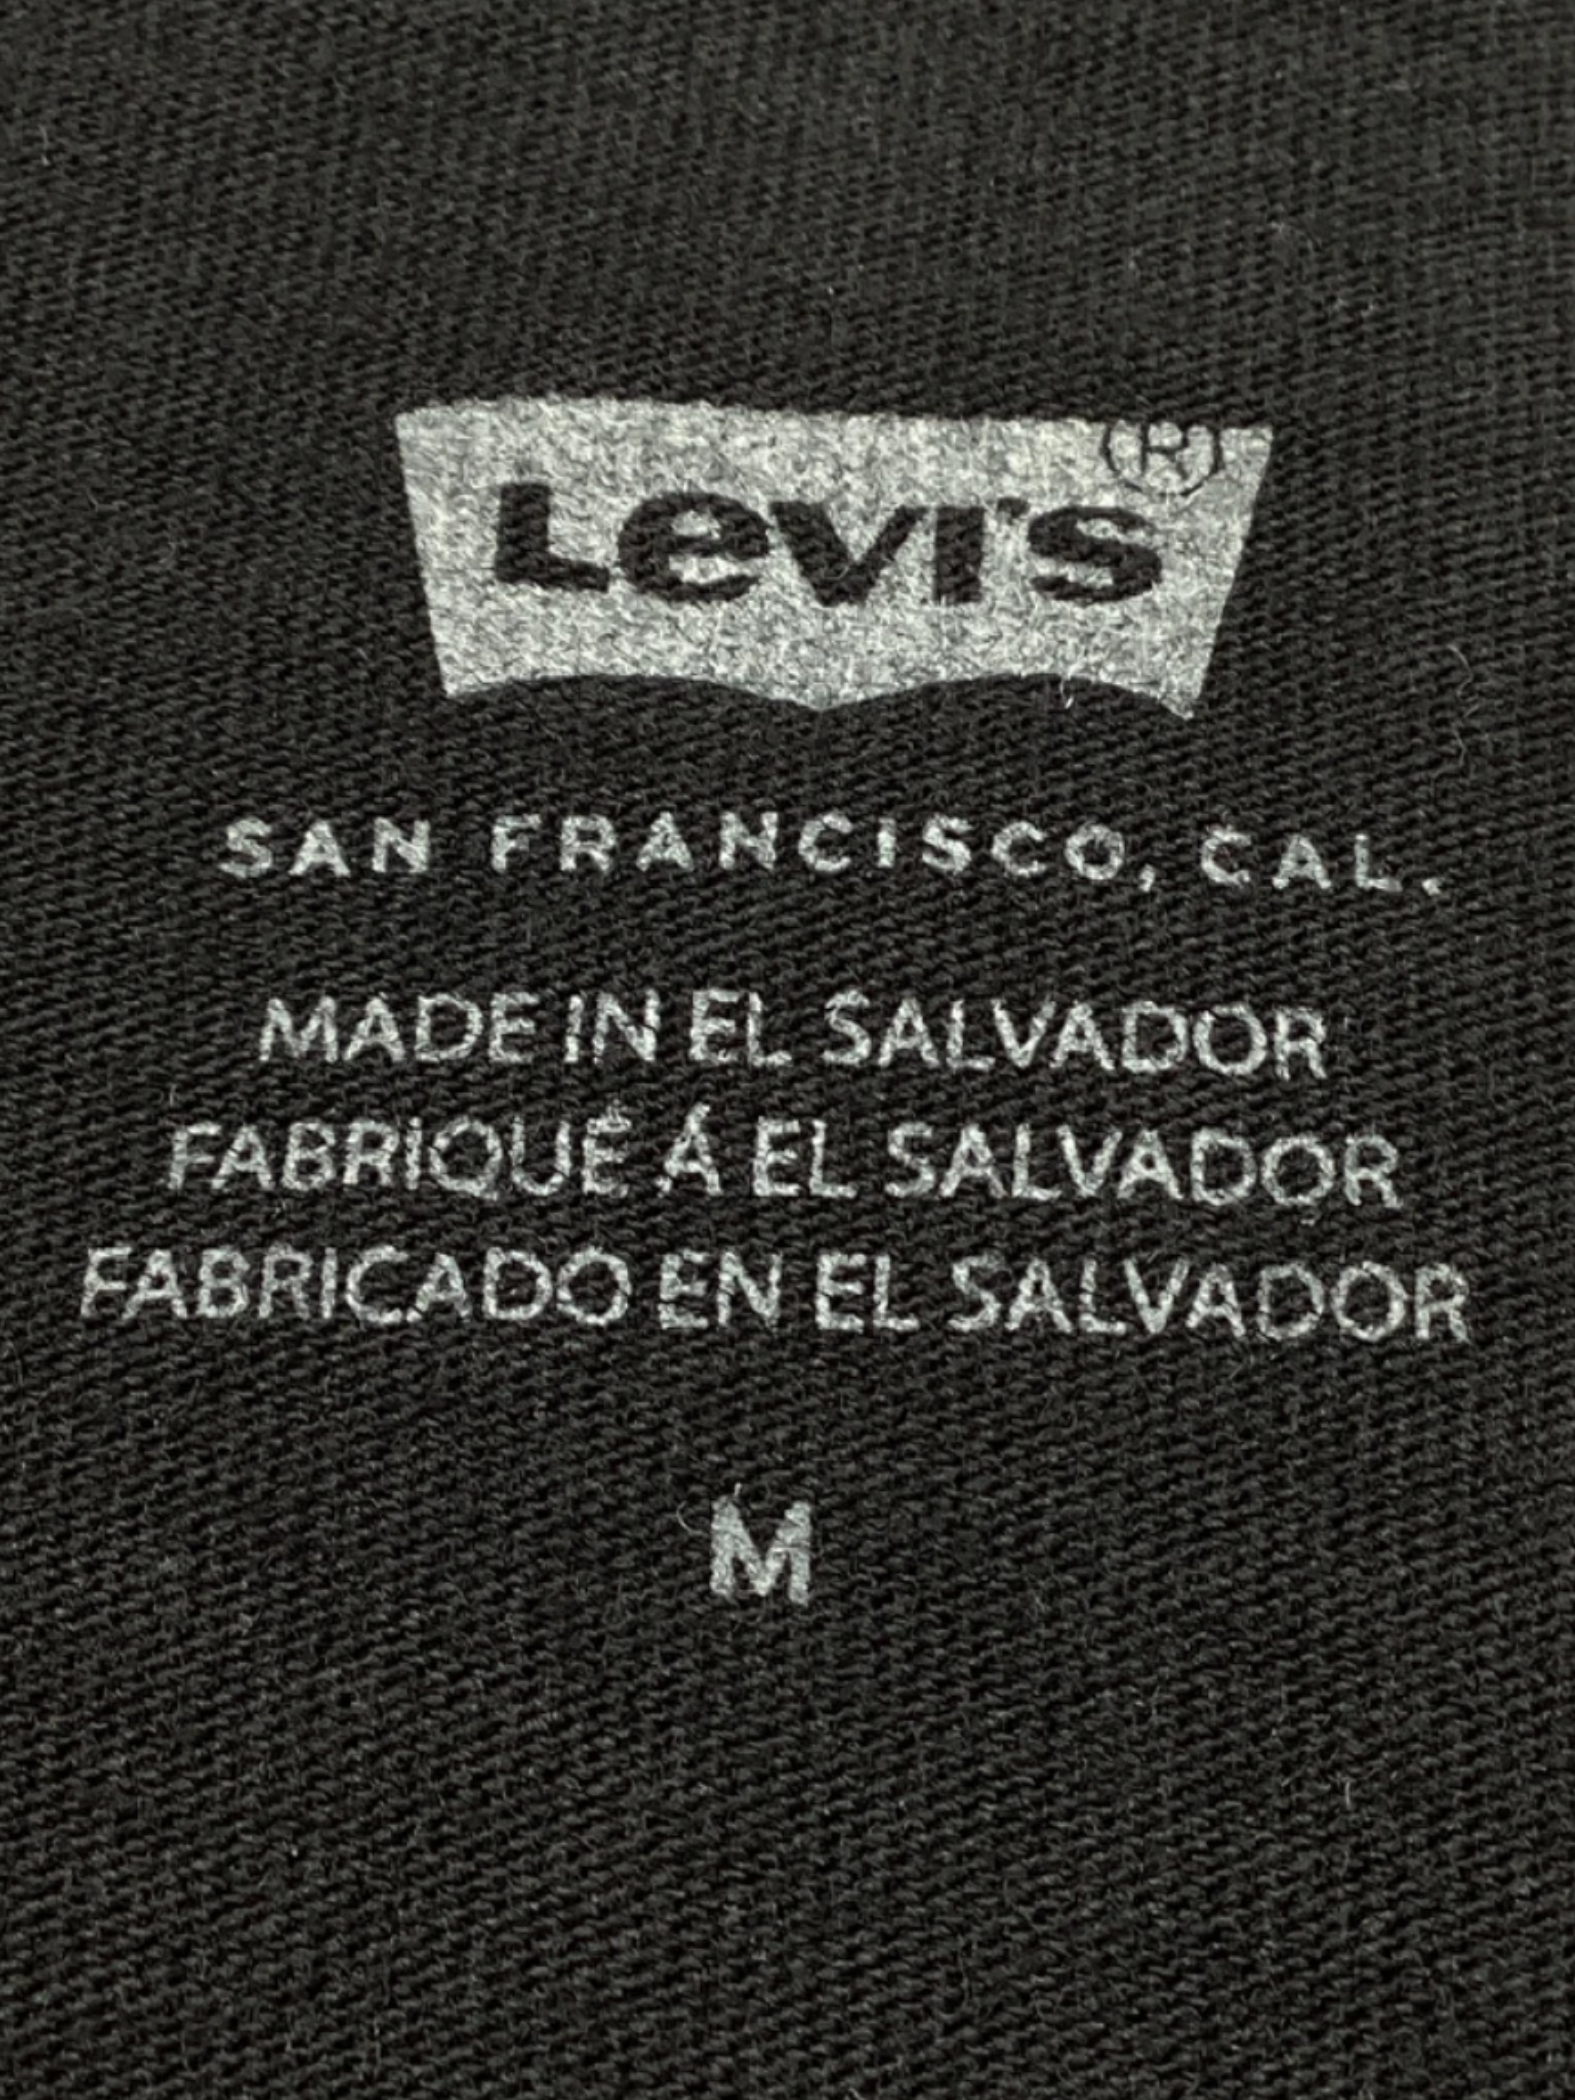 Levi's®
SAN FRANCISCO, CAL.
MADE IN EL SALVADOR
FABRIQUÉ Á EL SALVADOR
FABRICADO EN EL SALVADOR
M